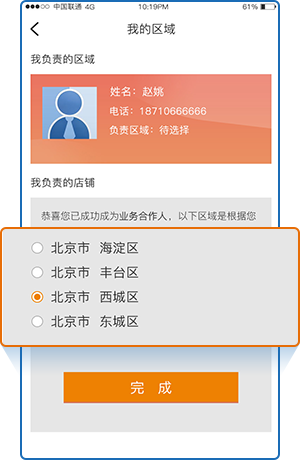 中国联通 4G 10:19PM 61%
我的区域
我负责的区域
姓名：赵姚
电话：18710666666
负责区域：待选择
我负责的店铺
恭喜您已成功成为业务合作人，以下区域是根据您
北京市 海淀区
北京市 丰台区
北京市 西城区
北京市 东城区
完 成